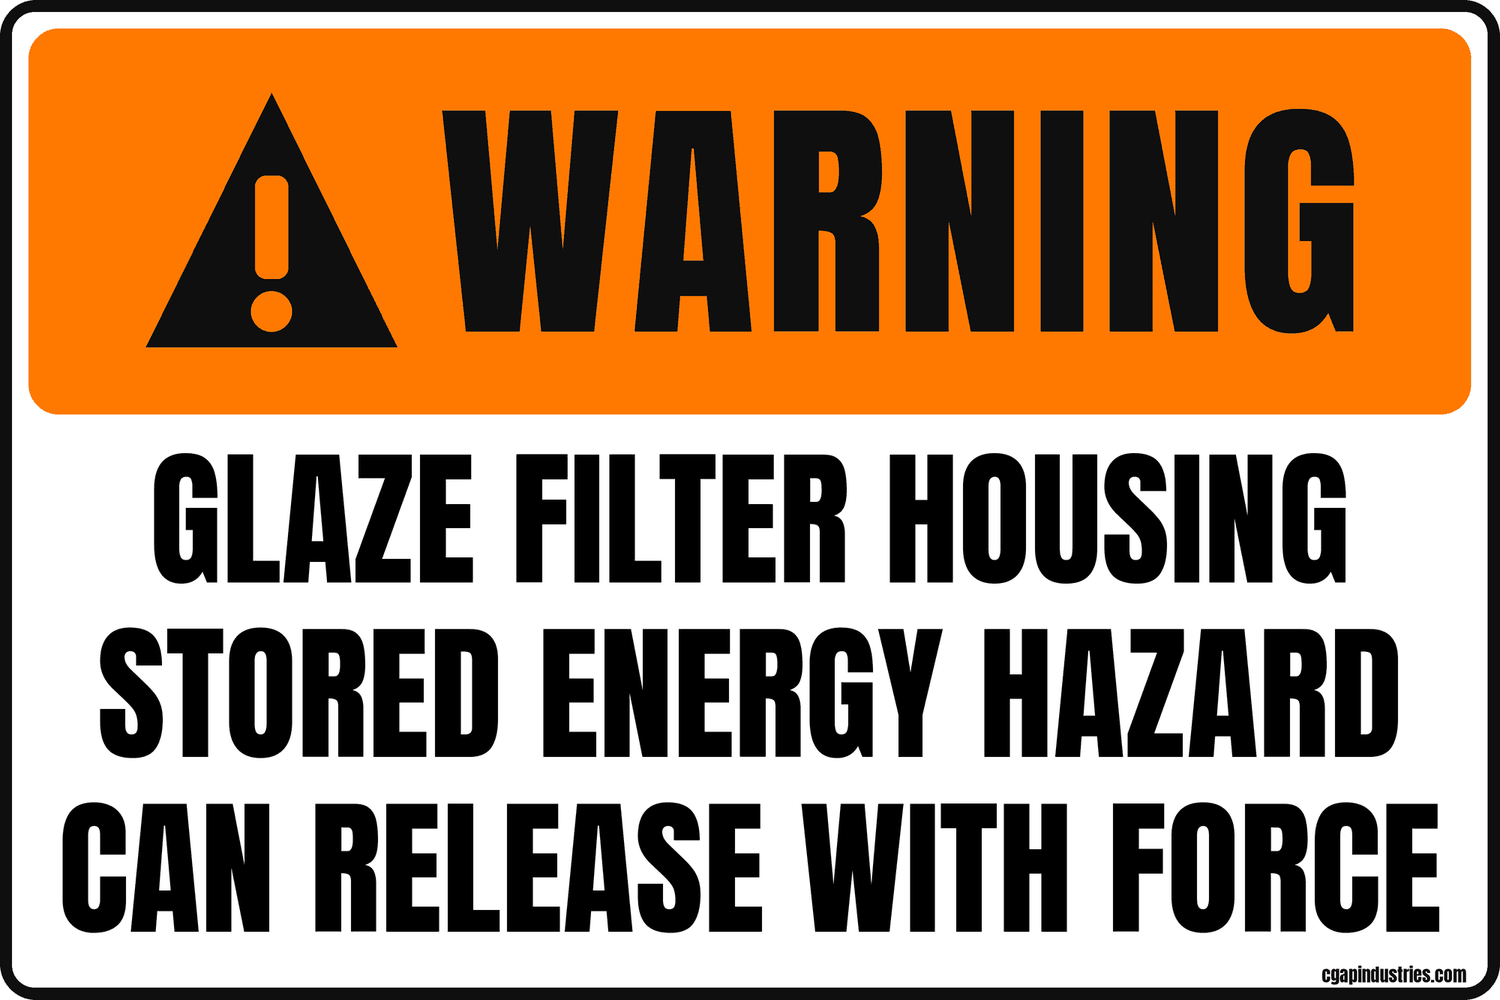 WARNING
GLAZE FILTER HOUSING
STORED ENERGY HAZARD
CAN RELEASE WITH FORCE
cgapindustries.com